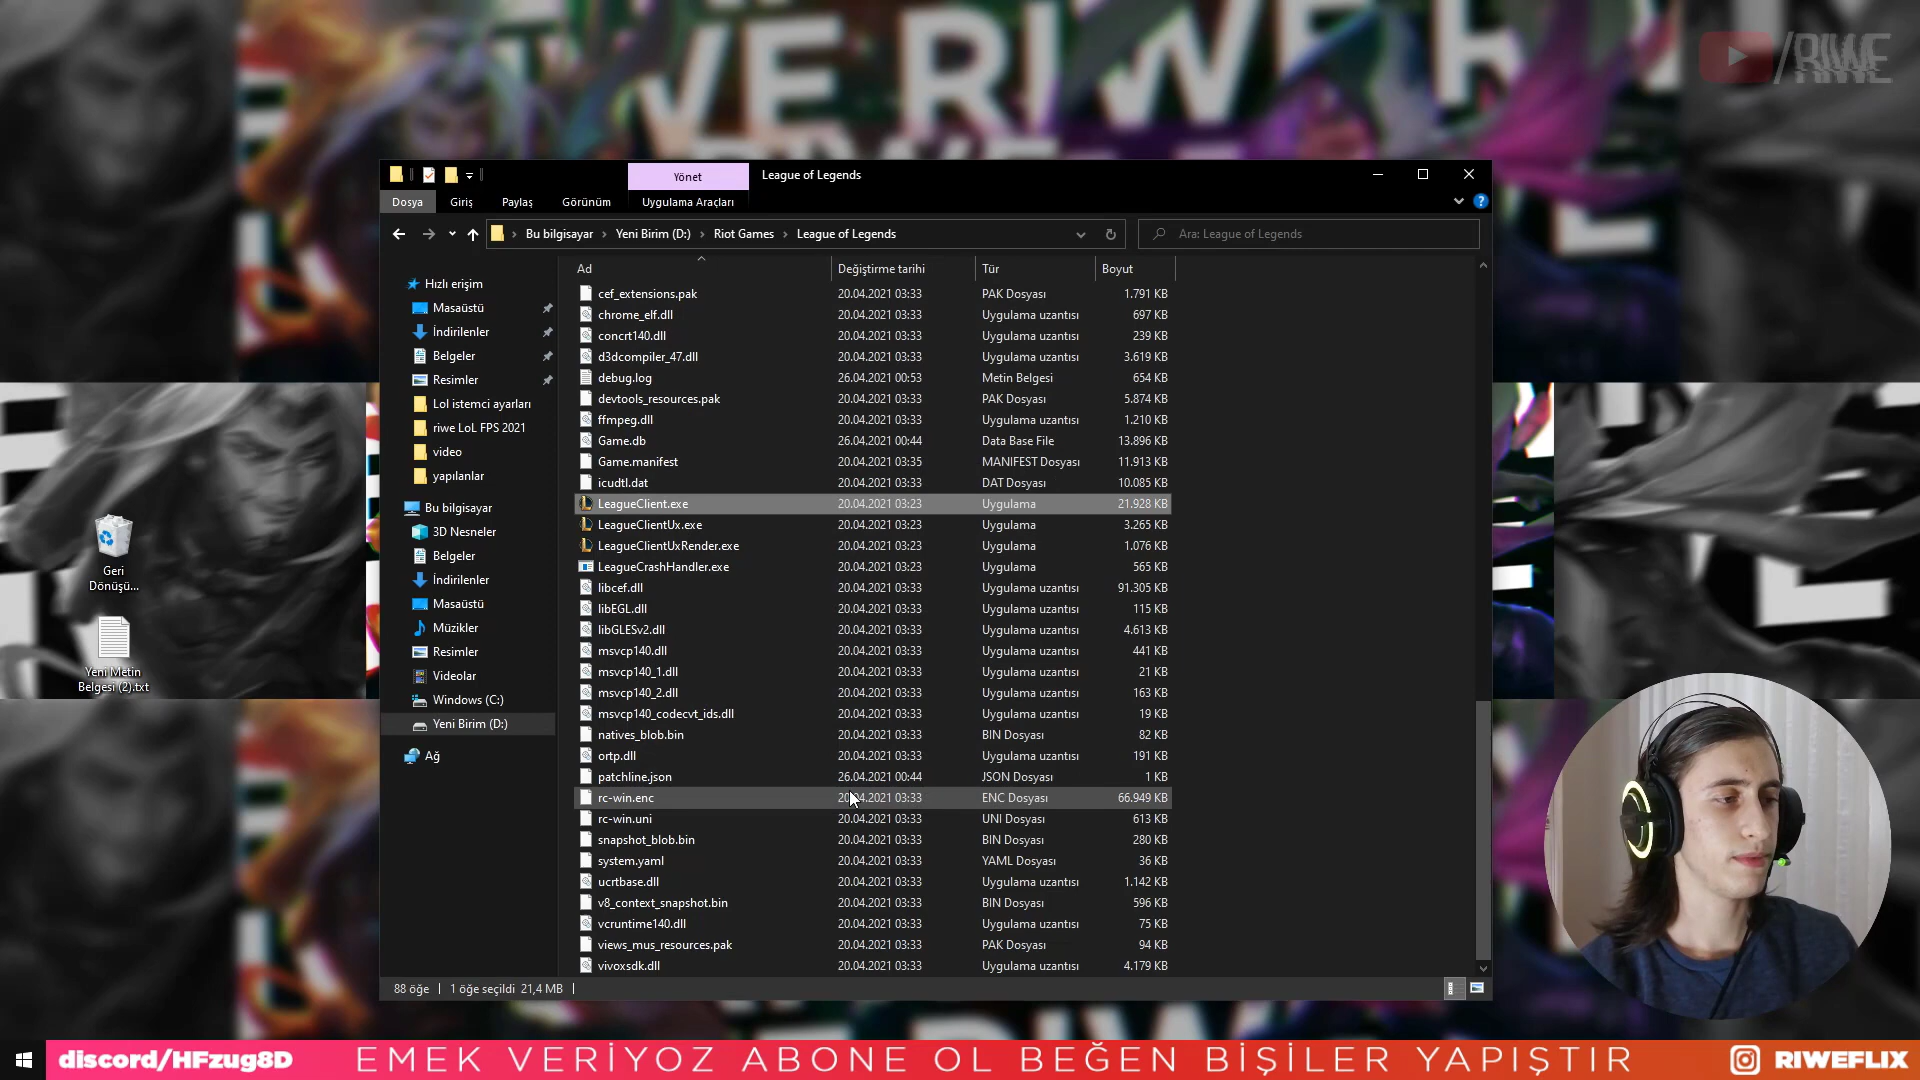 VE RIWE
RIWE
/RIWE
Yönet
League of Legends
Dosya
Giriş
Paylaş
Görünüm
Uygulama Araçları
Bu bilgisayar
Yeni Birim (D:)
Riot Games
League of Legends
Ara: League of Legends
Hızlı erişim
Masaüstü
İndirilenler
Belgeler
Resimler
Lol istemci ayarları
riwe LoL FPS 2021
video
yapılanlar
Bu bilgisayar
3D Nesneler
Belgeler
İndirilenler
Masaüstü
Müzikler
Resimler
Videolar
Windows (C:)
Yeni Birim (D:)
Ağ
Ad Değiştirme tarihi Tür Boyut
cef_extensions.pak 20.04.2021 03:33 PAK Dosyası 1.791 KB
chrome_elf.dll 20.04.2021 03:33 Uygulama uzantısı 697 KB
concrt140.dll 20.04.2021 03:33 Uygulama uzantısı 239 KB
d3dcompiler_47.dll 20.04.2021 03:33 Uygulama uzantısı 3.619 KB
debug.log 26.04.2021 00:53 Metin Belgesi 654 KB
devtools_resources.pak 20.04.2021 03:33 PAK Dosyası 5.874 KB
ffmpeg.dll 20.04.2021 03:33 Uygulama uzantısı 1.210 KB
Game.db 26.04.2021 00:44 Data Base File 13.896 KB
Game.manifest 20.04.2021 03:35 MANIFEST Dosyası 11.913 KB
icudtl.dat 20.04.2021 03:33 DAT Dosyası 10.085 KB
LeagueClient.exe 20.04.2021 03:23 Uygulama 21.928 KB
LeagueClientUx.exe 20.04.2021 03:23 Uygulama 3.265 KB
LeagueClientUxRender.exe 20.04.2021 03:23 Uygulama 1.076 KB
LeagueCrashHandler.exe 20.04.2021 03:23 Uygulama 565 KB
libcef.dll 20.04.2021 03:33 Uygulama uzantısı 91.305 KB
libEGL.dll 20.04.2021 03:33 Uygulama uzantısı 115 KB
libGLESv2.dll 20.04.2021 03:33 Uygulama uzantısı 4.613 KB
msvcp140.dll 20.04.2021 03:33 Uygulama uzantısı 441 KB
msvcp140_1.dll 20.04.2021 03:33 Uygulama uzantısı 21 KB
msvcp140_2.dll 20.04.2021 03:33 Uygulama uzantısı 163 KB
msvcp140_codecvt_ids.dll 20.04.2021 03:33 Uygulama uzantısı 19 KB
natives_blob.bin 20.04.2021 03:33 BIN Dosyası 82 KB
ortp.dll 20.04.2021 03:33 Uygulama uzantısı 191 KB
patchline.json 26.04.2021 00:44 JSON Dosyası 1 KB
rc-win.enc 20.04.2021 03:33 ENC Dosyası 66.949 KB
rc-win.uni 20.04.2021 03:33 UNI Dosyası 613 KB
snapshot_blob.bin 20.04.2021 03:33 BIN Dosyası 280 KB
system.yaml 20.04.2021 03:33 YAML Dosyası 36 KB
ucrtbase.dll 20.04.2021 03:33 Uygulama uzantısı 1.142 KB
v8_context_snapshot.bin 20.04.2021 03:33 BIN Dosyası 596 KB
vcruntime140.dll 20.04.2021 03:33 Uygulama uzantısı 75 KB
views_mus_resources.pak 20.04.2021 03:33 PAK Dosyası 94 KB
vivoxsdk.dll 20.04.2021 03:33 Uygulama uzantısı 4.179 KB
88 öğe 1 öğe seçildi 21,4 MB
Geri
Dönüşü...
Yeni Metin
Belgesi (2).txt
discord/HFzug8D
EMEK VERİYOZ ABONE OL BEĞEN BİŞİLER YAPIŞTIR
RIWEFLIX